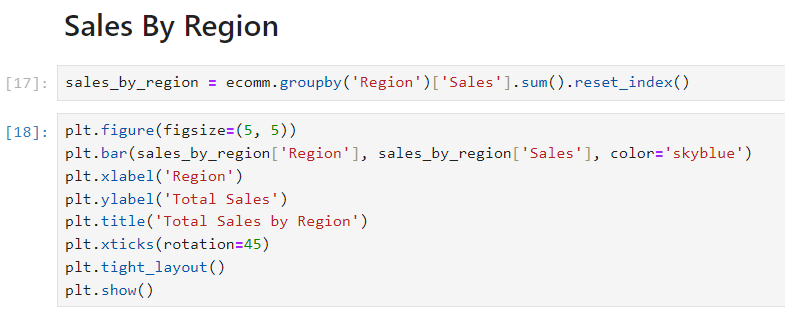 Sales By Region
[17]: sales_by_region = ecomm.groupby('Region')['Sales'].sum().reset_index()
[18]: plt.figure(figsize=(5, 5))
plt.bar(sales_by_region['Region'], sales_by_region['Sales'], color='skyblue')
plt.xlabel('Region')
plt.ylabel('Total Sales')
plt.title('Total Sales by Region')
plt.xticks(rotation=45)
plt.tight_layout()
plt.show()